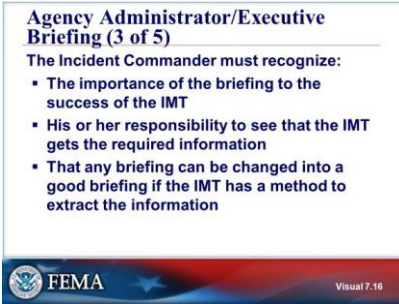 Agency Administrator/Executive
Briefing (3 of 5)
The Incident Commander must recognize:
▪ The importance of the briefing to the
success of the IMT
▪ His or her responsibility to see that the IMT
gets the required information
▪ That any briefing can be changed into a
good briefing if the IMT has a method to
extract the information
FEMA
Visual 7.16